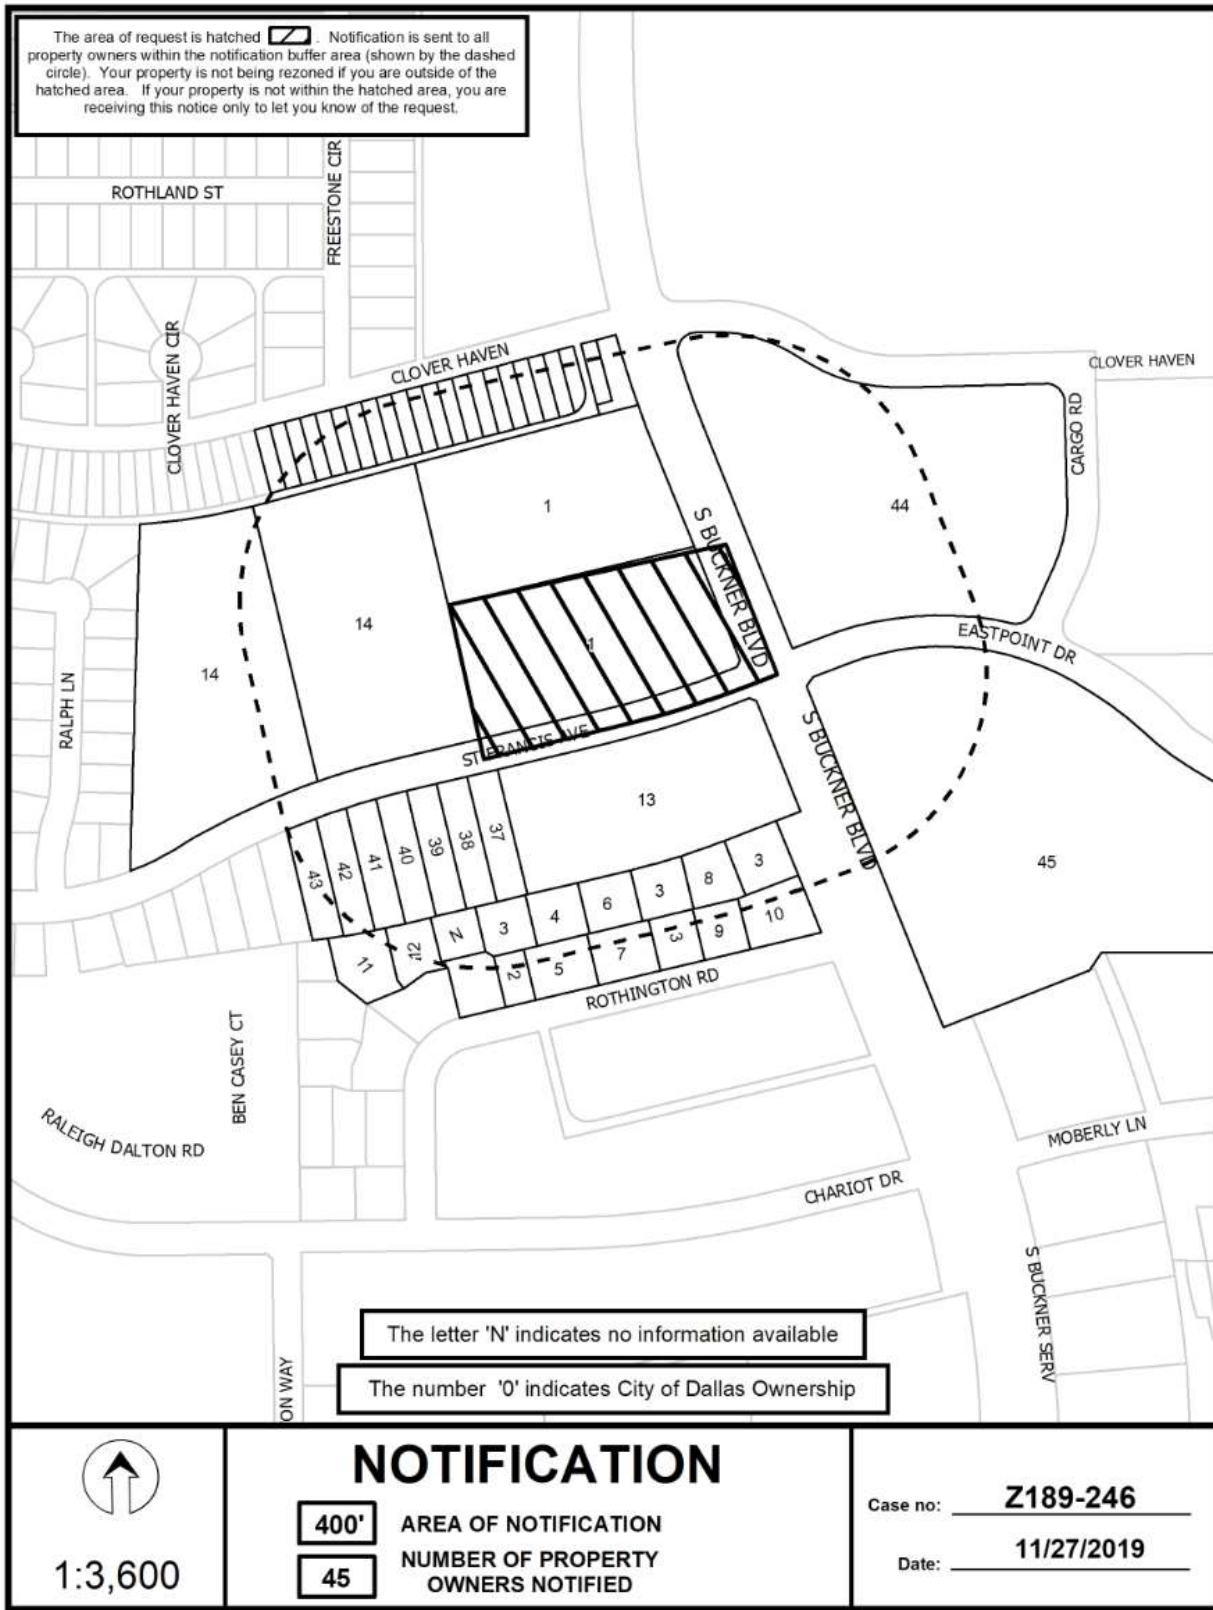 The area of request is hatched . Notification is sent to all
property owners within the notification buffer area (shown by the dashed
circle). Your property is not being rezoned if you are outside of the
hatched area. If your property is not within the hatched area, you are
receiving this notice only to let you know of the request.
ROTHLAND ST
FREESTONE CIR
CLOVER HAVEN CIR
CLOVER HAVEN
CLOVER HAVEN
CARGO RD
1
44
S BUCKNER BLVD
14
1
14
EASTPOINT DR
RALPH LN
ST FRANCIS AVE
S BUCKNER BLVD
13
37
38
39
40
41
42
43
45
3
8
3
6
4
3
N
12
11
10
9
3
7
5
2
ROTHINGTON RD
BEN CASEY CT
RALEIGH DALTON RD
MOBERLY LN
CHARIOT DR
S BUCKNER SERV
ON WAY
The letter 'N' indicates no information available
The number '0' indicates City of Dallas Ownership
1:3,600
NOTIFICATION
400' AREA OF NOTIFICATION
45 NUMBER OF PROPERTY
OWNERS NOTIFIED
Case no: Z189-246
Date: 11/27/2019